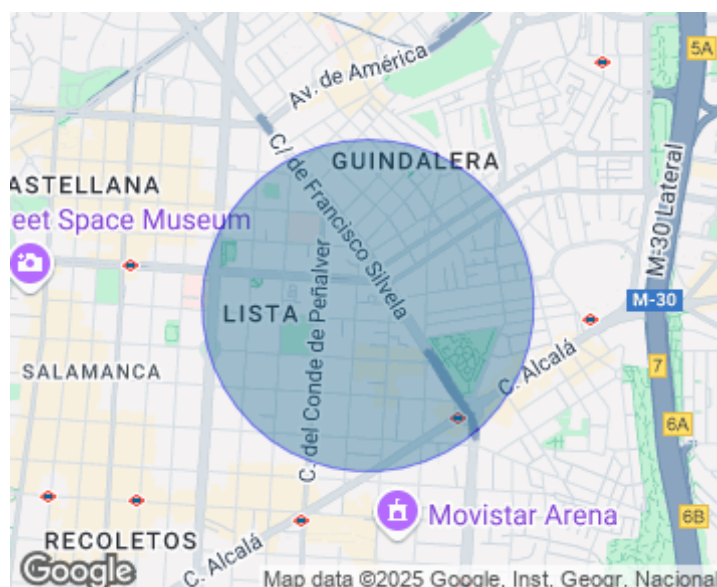 5A
Av. de América
GUINDALERA
ASTELLANA
C/ de Francisco Silvela
eet Space Museum
M-30 Lateral
M-30
LISTA
C. del Conde de Peñalver
SALAMANCA
C. Alcalá
7
6A
Movistar Arena
6B
RECOLETOS
C. Alcalá
Google
Map data ©2025 Google, Inst. Geogr. Nacional